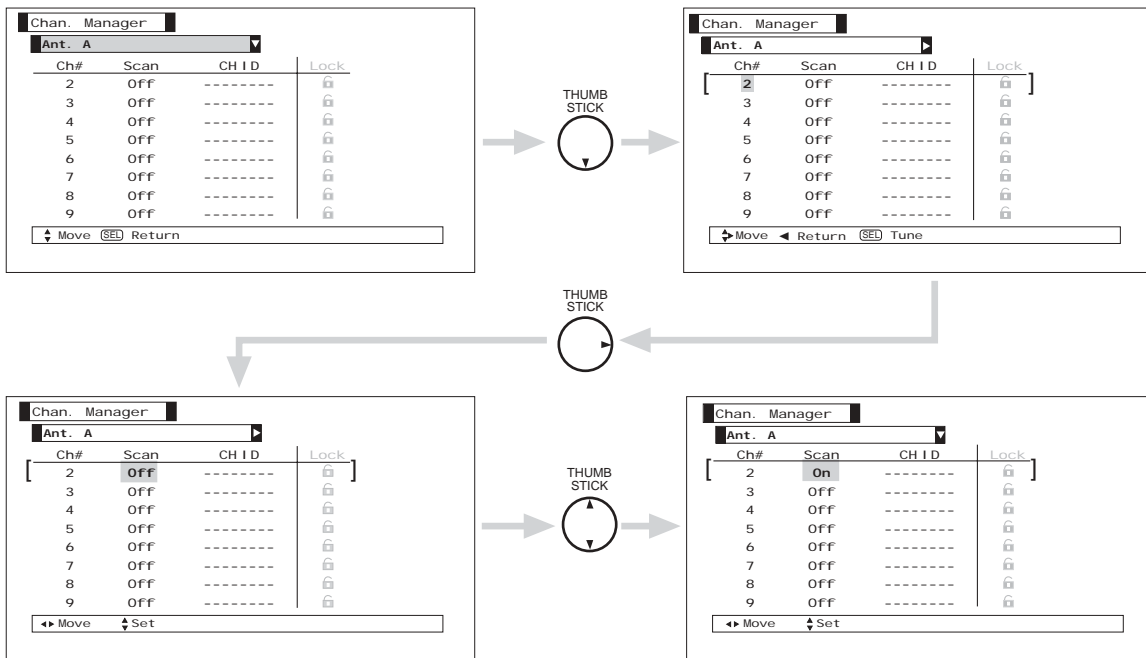 Chan. Manager
Ant. A
Ch# Scan CH ID Lock
2 Off --------
3 Off --------
4 Off --------
5 Off --------
6 Off --------
7 Off --------
8 Off --------
9 Off --------
Move SEL Return
THUMB
STICK
Chan. Manager
Ant. A
Ch# Scan CH ID Lock
[ 2 Off -------- ]
3 Off --------
4 Off --------
5 Off --------
6 Off --------
7 Off --------
8 Off --------
9 Off --------
Move Return SEL Tune
THUMB
STICK
Chan. Manager
Ant. A
Ch# Scan CH ID Lock
[ 2 Off -------- ]
3 Off --------
4 Off --------
5 Off --------
6 Off --------
7 Off --------
8 Off --------
9 Off --------
Move Set
THUMB
STICK
Chan. Manager
Ant. A
Ch# Scan CH ID Lock
[ 2 On -------- ]
3 Off --------
4 Off --------
5 Off --------
6 Off --------
7 Off --------
8 Off --------
9 Off --------
Move Set